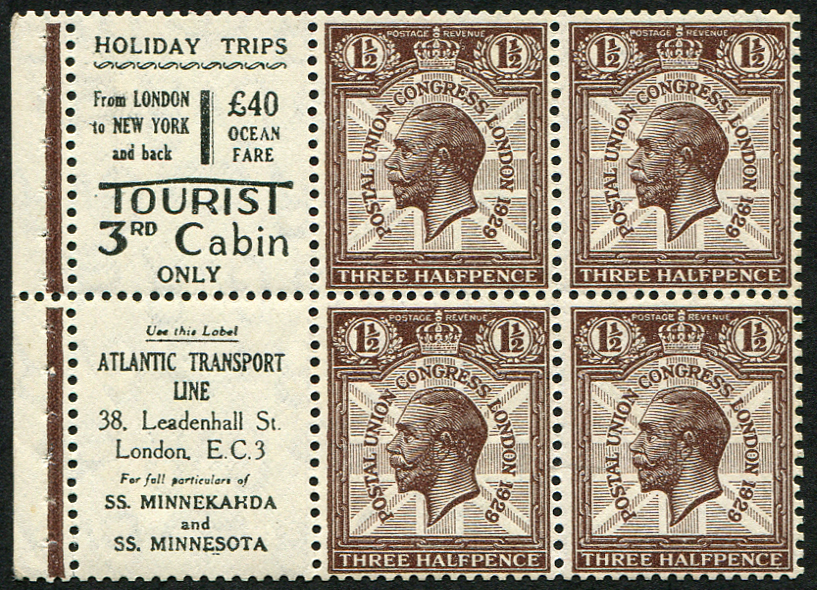 HOLIDAY TRIPS
From LONDON
to NEW YORK
and back
£40
OCEAN
FARE
TOURIST
3RD Cabin
ONLY
Use this Label
ATLANTIC TRANSPORT
LINE
38, Leadenhall St.
London. E.C.3
For full particulars of
SS. MINNEKAHDA
and
SS. MINNESOTA
POSTAGE REVENUE
1½ 1½
POSTAL UNION CONGRESS LONDON 1929
THREE HALFPENCE
POSTAGE REVENUE
1½ 1½
POSTAL UNION CONGRESS LONDON 1929
THREE HALFPENCE
POSTAGE REVENUE
1½ 1½
POSTAL UNION CONGRESS LONDON 1929
THREE HALFPENCE
POSTAGE REVENUE
1½ 1½
POSTAL UNION CONGRESS LONDON 1929
THREE HALFPENCE